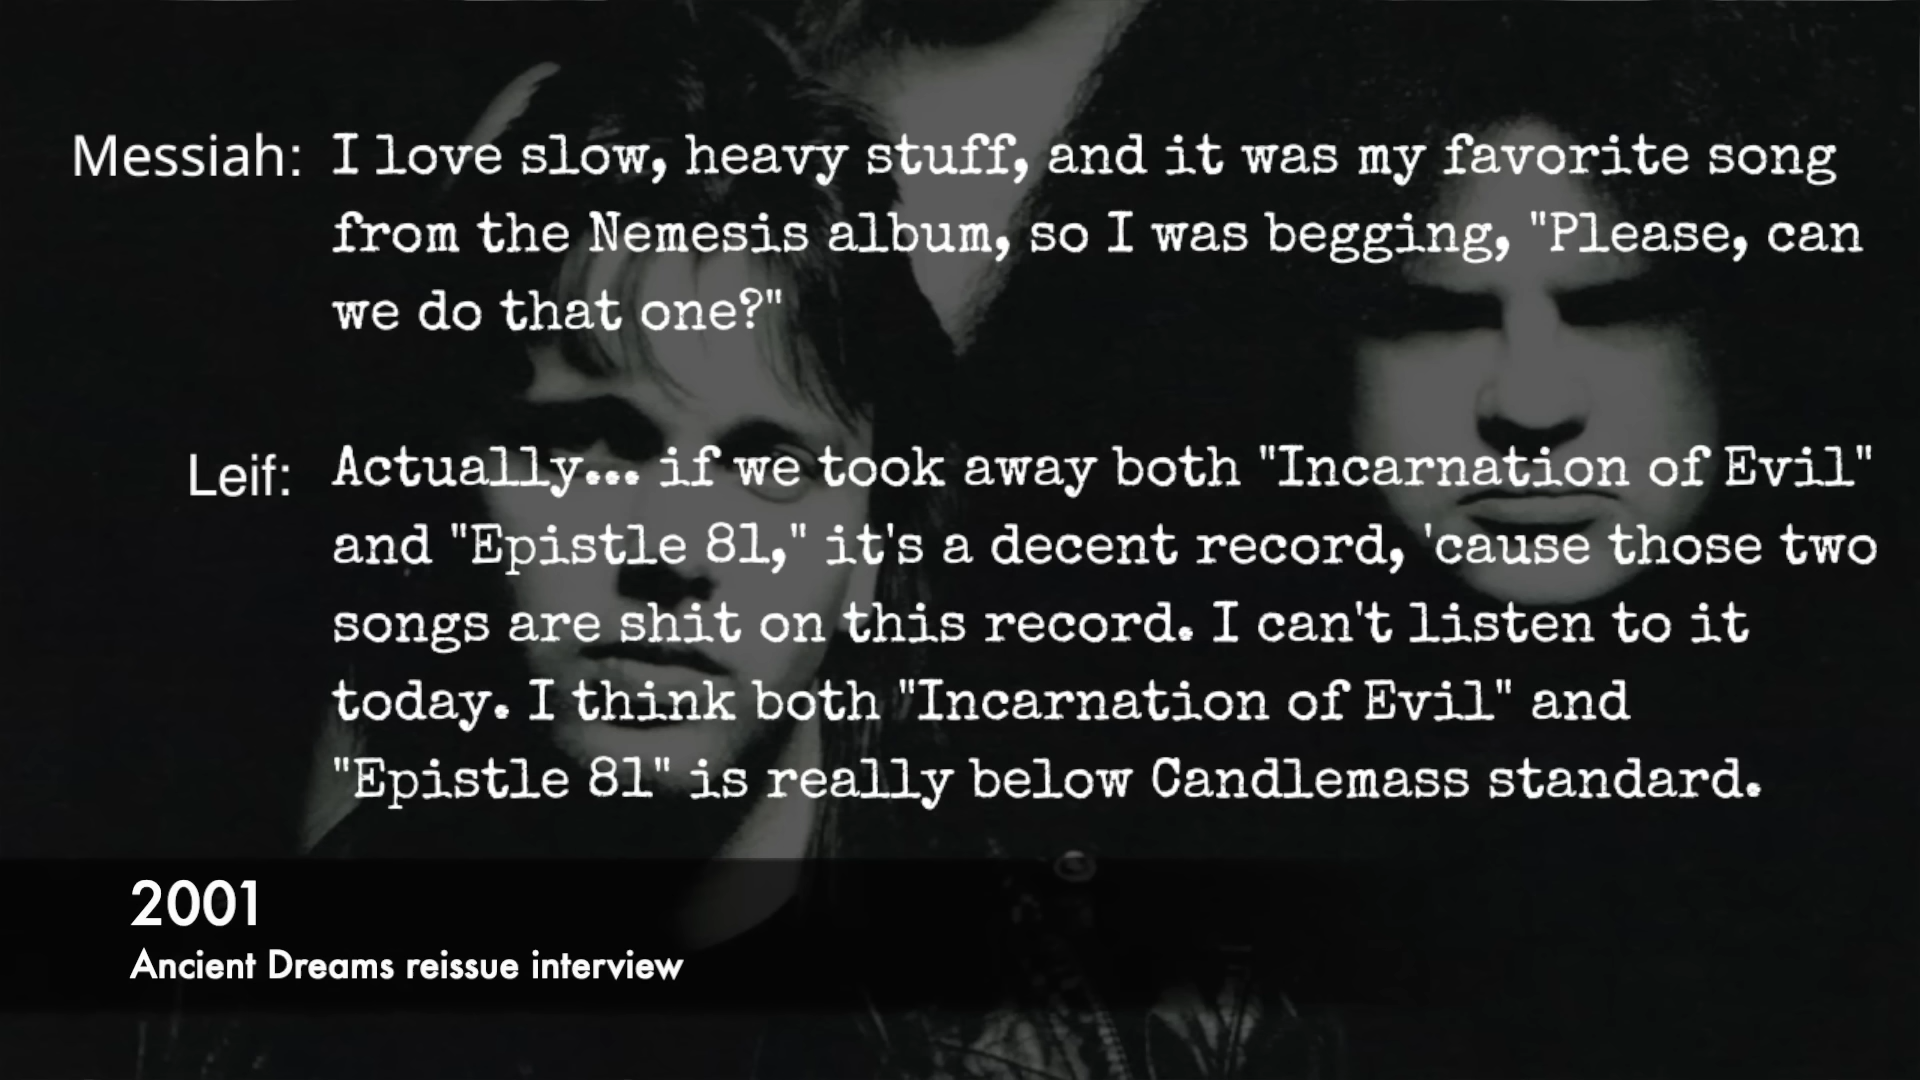 Messiah: I love slow, heavy stuff, and it was my favorite song
from the Nemesis album, so I was begging, "Please, can
we do that one?"
Leif: Actually... if we took away both "Incarnation of Evil"
and "Epistle 81," it's a decent record, 'cause those two
songs are shit on this record. I can't listen to it
today. I think both "Incarnation of Evil" and
"Epistle 81" is really below Candlemass standard.
2001
Ancient Dreams reissue interview